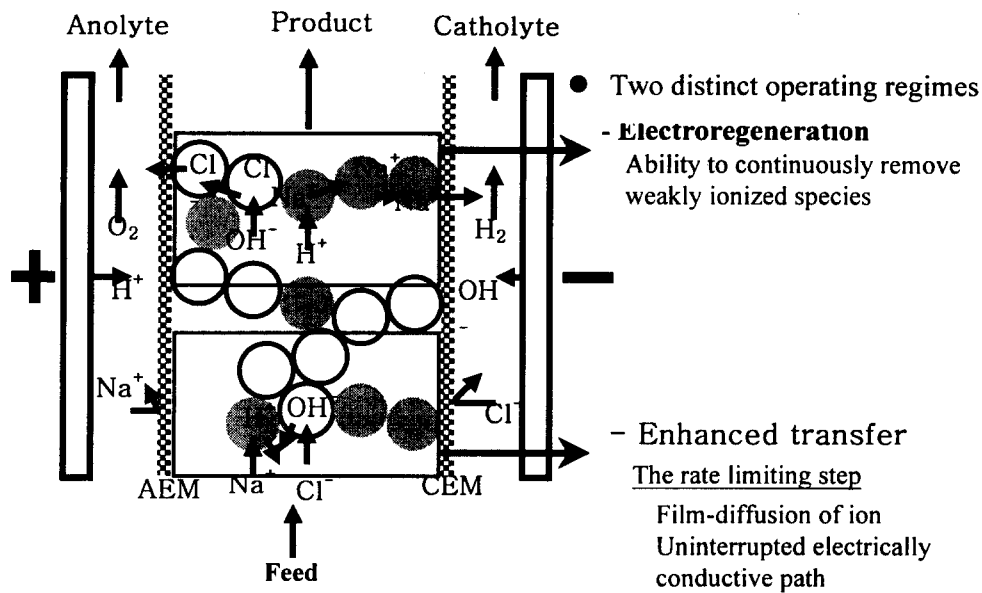 Anolyte
Product
Catholyte
Two distinct operating regimes
- Electroregeneration
Ability to continuously remove
weakly ionized species
Cl
Cl
Na+
Na
O2
OH-
H+
H2
+
H+
OH-
−
Na+
OH
Cl-
− Enhanced transfer
The rate limiting step
AEM
Na+
Cl-
CEM
Film-diffusion of ion
Uninterrupted electrically
conductive path
Feed